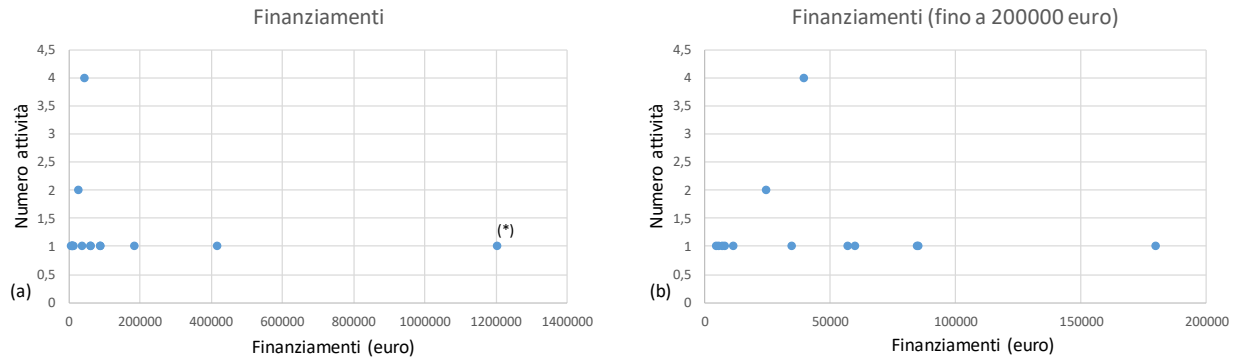 Finanziamenti
4,5
4
3,5
3
2,5
2
1,5
1
0,5
0
Numero attività
(*)
(a)
0 200000 400000 600000 800000 1000000 1200000 1400000
Finanziamenti (euro)
Finanziamenti (fino a 200000 euro)
4,5
4
3,5
3
2,5
2
1,5
1
0,5
0
Numero attività
(b)
0 50000 100000 150000 200000
Finanziamenti (euro)